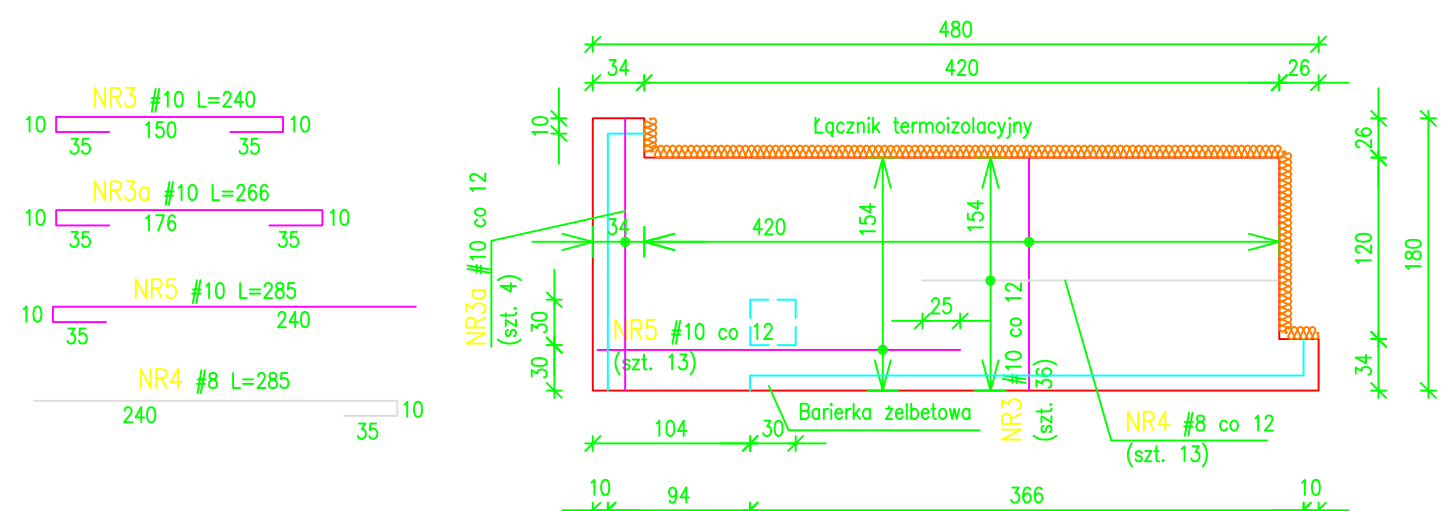 NR3 #10 L=240
10
150
10
35
35
NR3a #10 L=266
10
176
10
35
35
NR5 #10 L=285
10
240
35
NR4 #8 L=285
240
10
35
480
34
420
26
10
Łącznik termoizolacyjny
26
NR3a #10 co 12
(szt. 4)
34
420
154
154
120
180
30
30
25
NR5 #10 co 12
(szt. 13)
NR3 #10 co 12
(szt. 36)
34
Barierka żelbetowa
NR4 #8 co 12
(szt. 13)
104
30
10
94
366
10